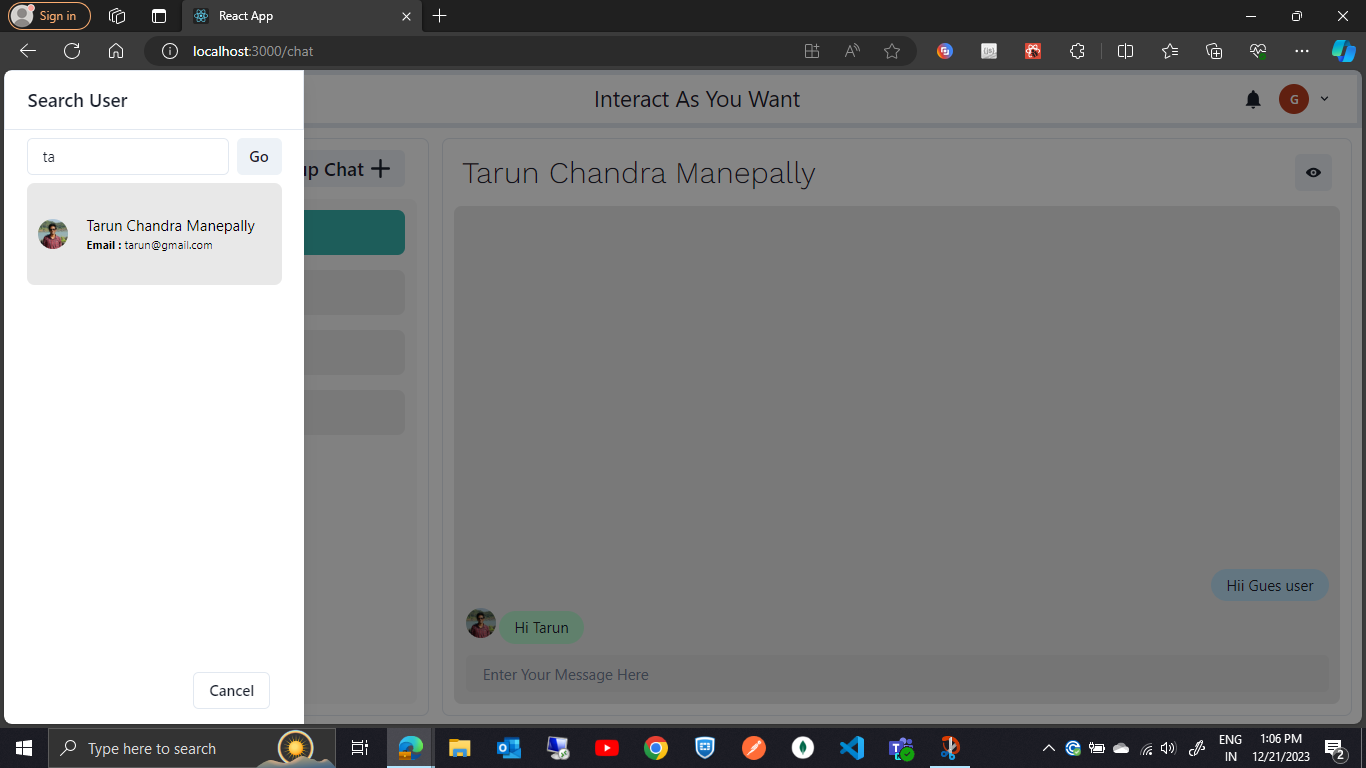 Sign in
React App
localhost:3000/chat
Search User
Interact As You Want
G
ta
Go
up Chat
Tarun Chandra Manepally
Tarun Chandra Manepally
Email : tarun@gmail.com
Hii Gues user
Hi Tarun
Enter Your Message Here
Cancel
Type here to search
ENG
IN
1:06 PM
12/21/2023
2